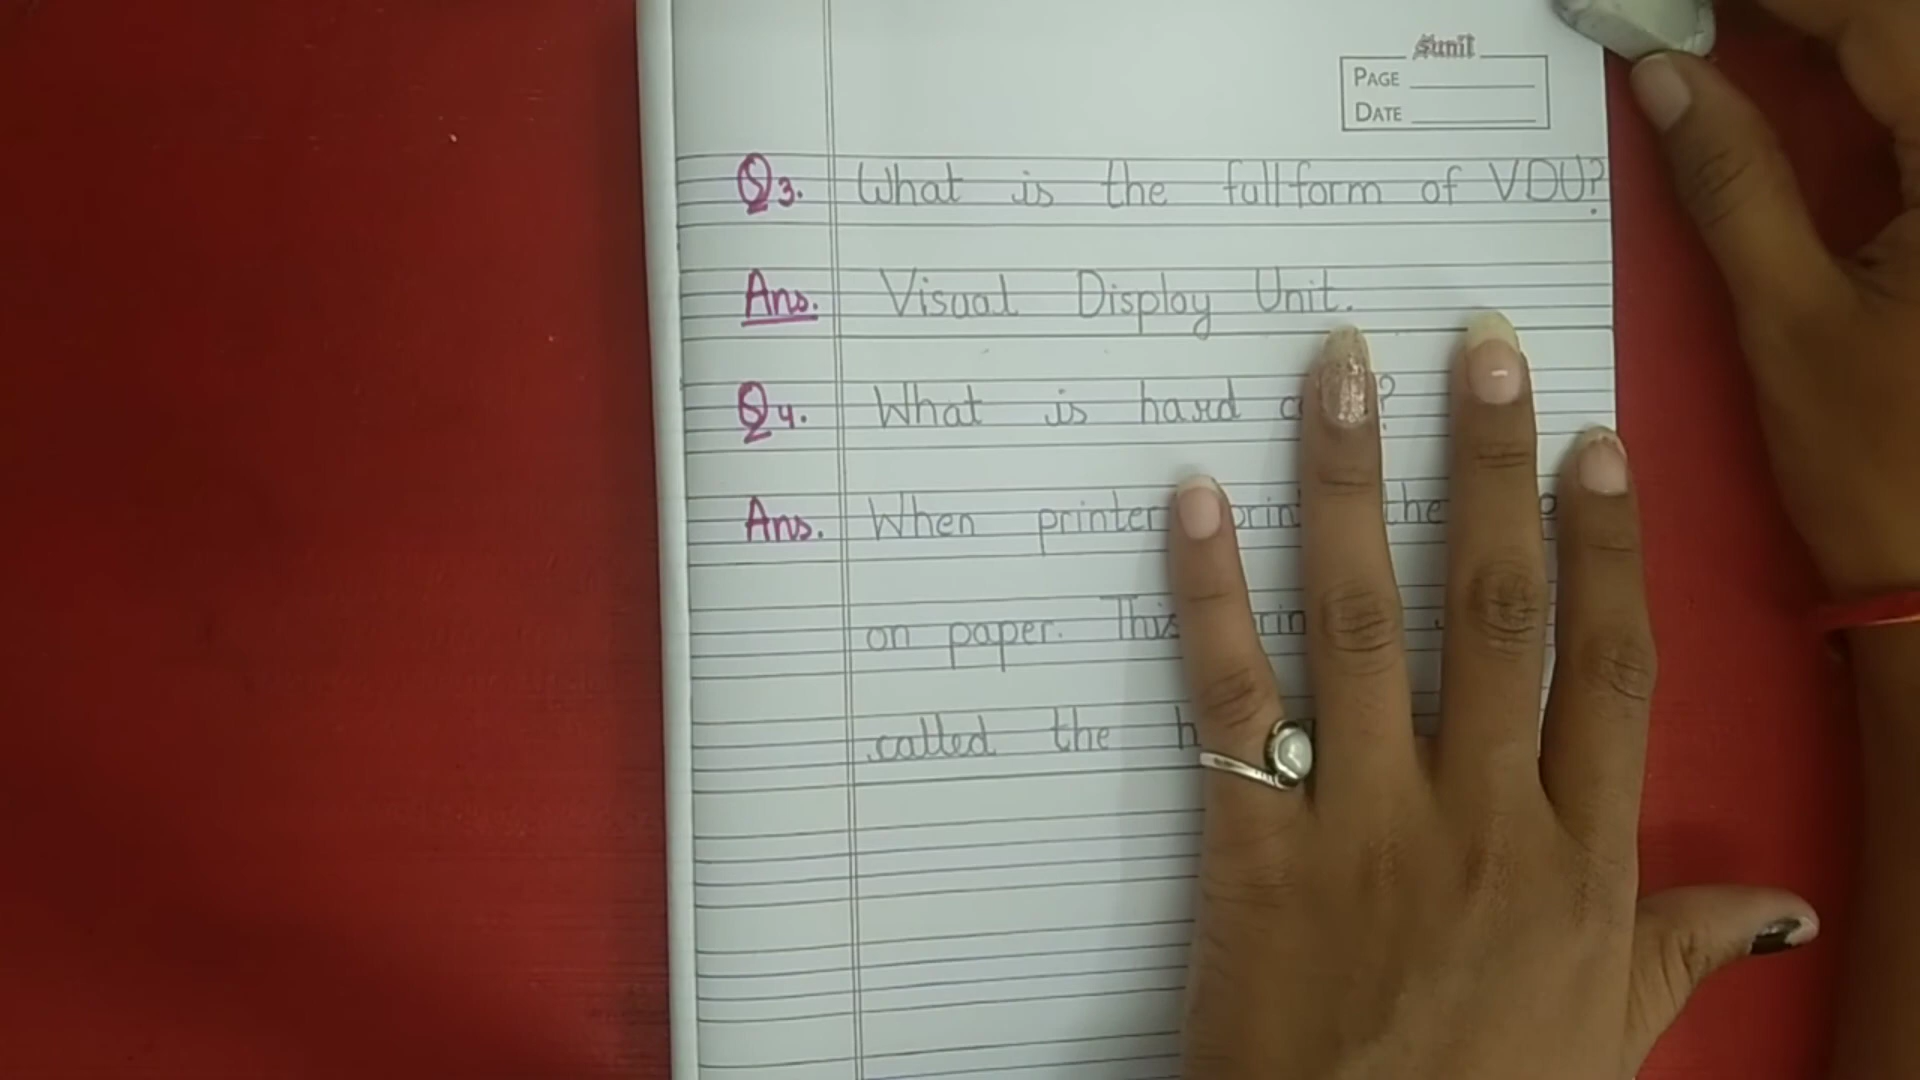 Sunil
PAGE
DATE
Q3. What is the full form of VDU?
Ans. Visual Display Unit.
Q4. What is hard ?
Ans. When printer the
on paper. This
called the